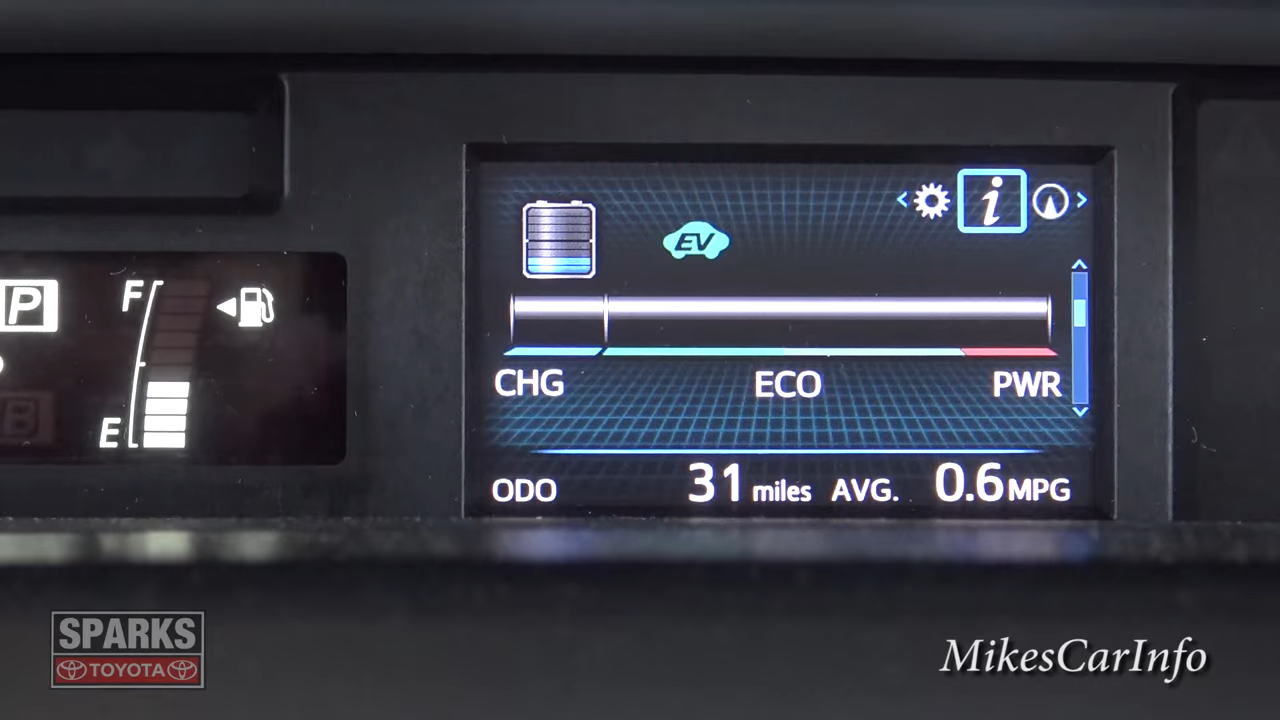 P
F
E
B
EV
i
CHG ECO PWR
ODO 31 miles AVG. 0.6 MPG
SPARKS
TOYOTA
MikesCarInfo